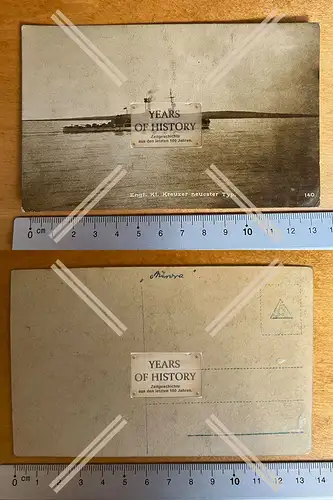 YEARS
OF HISTORY
Zeitgeschichte
aus den letzten 100 Jahren
Engl. Kl. Kreuzer neuester Typ.
140
0 cm 1 2 3 4 5 6 7 8 9 10 11 12 13 14
"Aurora"
YEARS
OF HISTORY
Zeitgeschichte
aus den letzten 100 Jahren
0 cm 1 2 3 4 5 6 7 8 9 10 11 12 13 14